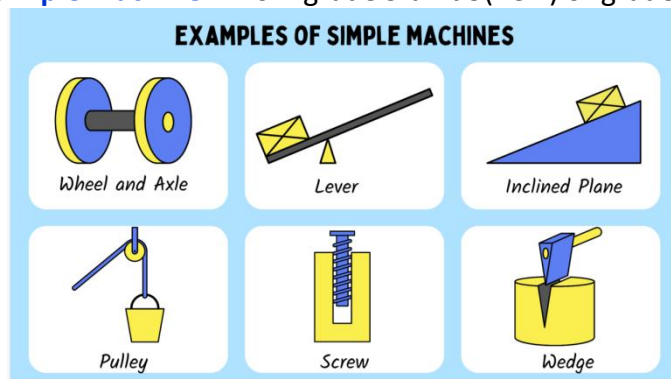 EXAMPLES OF SIMPLE MACHINES
Wheel and Axle
Lever
Inclined Plane
Pulley
Screw
Wedge